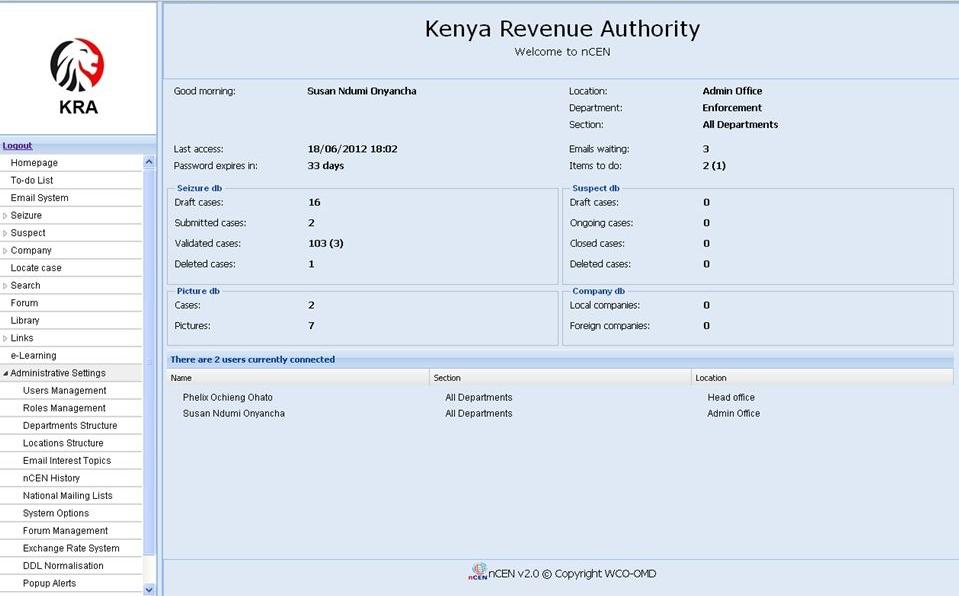 KRA
Logout
Homepage
To-do List
Email System
Seizure
Suspect
Company
Locate case
Search
Forum
Library
Links
e-Learning
Administrative Settings
Users Management
Roles Management
Departments Structure
Locations Structure
Email Interest Topics
nCEN History
National Mailing Lists
System Options
Forum Management
Exchange Rate System
DDL Normalisation
Popup Alerts
Kenya Revenue Authority
Welcome to nCEN
Good morning: Susan Ndumi Onyancha Location: Admin Office
Department: Enforcement
Section: All Departments
Last access: 18/06/2012 18:02 Emails waiting: 3
Password expires in: 33 days Items to do: 2 (1)
Seizure db
Draft cases: 16
Submitted cases: 2
Validated cases: 103 (3)
Deleted cases: 1
Suspect db
Draft cases: 0
Ongoing cases: 0
Closed cases: 0
Deleted cases: 0
Picture db
Cases: 2
Pictures: 7
Company db
Local companies: 0
Foreign companies: 0
There are 2 users currently connected
Name Section Location
Phelix Ochieng Ohato All Departments Head office
Susan Ndumi Onyancha All Departments Admin Office
nCEN nCEN v2.0 © Copyright WCO-OMD